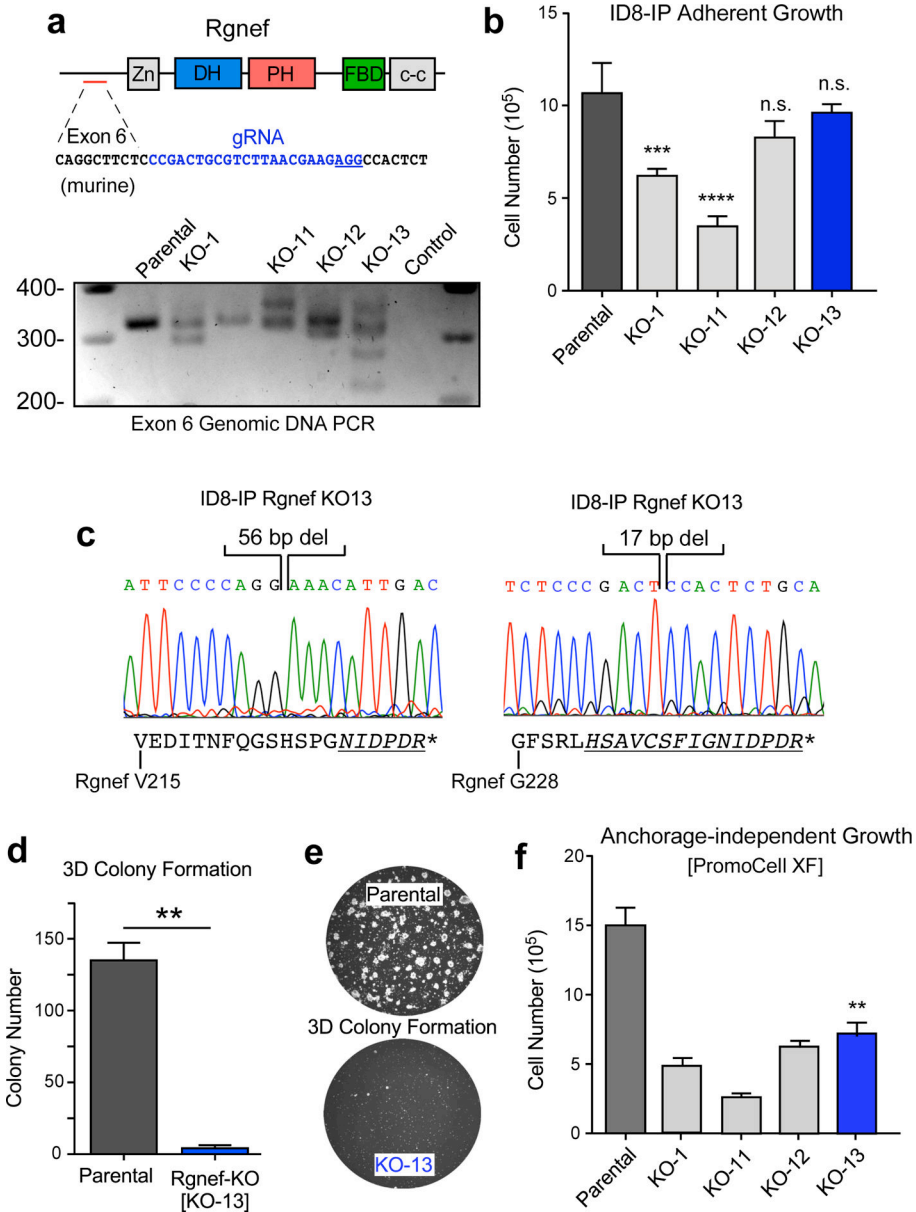 a
Rgnef
Zn DH PH FBD c-c
Exon 6
gRNA
CAGGCTTCTCCCGACTGCGTCTTAACGAAGAGGCCACTCT
(murine)
Parental KO-1 KO-11 KO-12 KO-13 Control
400-
300-
200-
Exon 6 Genomic DNA PCR
b
ID8-IP Adherent Growth
Cell Number (10⁵)
15
10
5
0
*** **** n.s. n.s.
Parental KO-1 KO-11 KO-12 KO-13
c
ID8-IP Rgnef KO13
56 bp del
ATTCCCCAGGAAACATTGAC
VEDITNFQGSHSPGNIDPDR*
Rgnef V215
ID8-IP Rgnef KO13
17 bp del
TCTCCCGACTCCACTCTGCA
GFSRLHSAVCSFIGNIDPDR*
Rgnef G228
d
3D Colony Formation
**
Colony Number
150
125
100
75
50
25
0
Parental Rgnef-KO
[KO-13]
e
Parental
3D Colony Formation
KO-13
f
Anchorage-independent Growth
[PromoCell XF]
Cell Number (10⁵)
20
15
10
5
0
**
Parental KO-1 KO-11 KO-12 KO-13